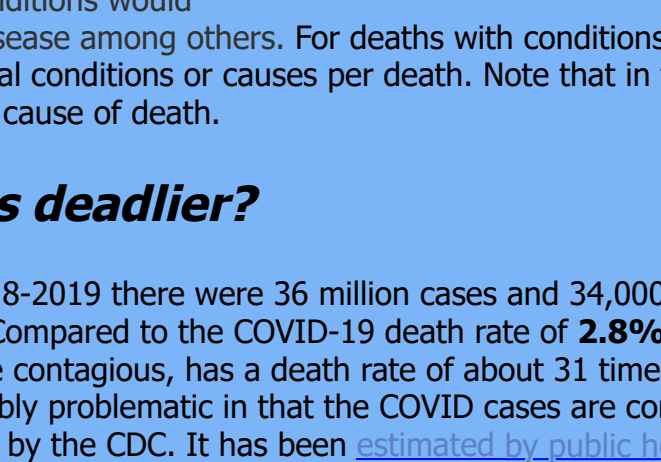 nditions would
sease among others. For deaths with conditions
al conditions or causes per death. Note that in
cause of death.
s deadlier?
8-2019 there were 36 million cases and 34,000
Compared to the COVID-19 death rate of 2.8%
contagious, has a death rate of about 31 time
bly problematic in that the COVID cases are co
by the CDC. It has been estimated by public h